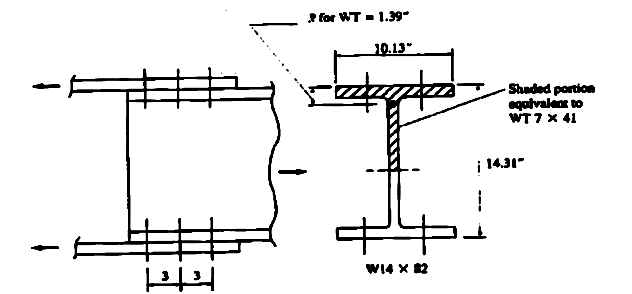 for WT = 1.39"
10.13"
Shaded portion
equivalent to
WT 7 × 41
14.31"
W14 × 82
3 3